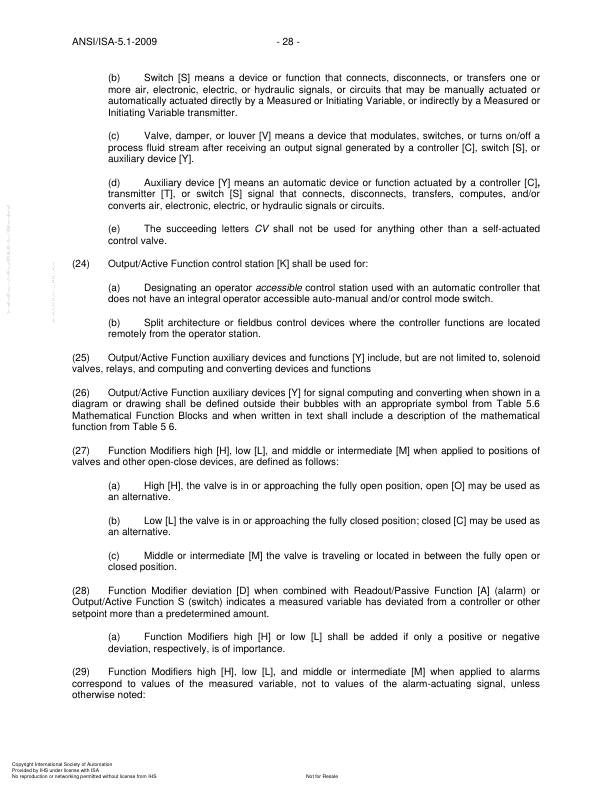 ANSI/ISA-5.1-2009 - 28 -
(b) Switch [S] means a device or function that connects, disconnects, or transfers one or
more air, electronic, electric, or hydraulic signals, or circuits that may be manually actuated or
automatically actuated directly by a Measured or Initiating Variable, or indirectly by a Measured or
Initiating Variable transmitter.
(c) Valve, damper, or louver [V] means a device that modulates, switches, or turns on/off a
process fluid stream after receiving an output signal generated by a controller [C], switch [S], or
auxiliary device [Y].
(d) Auxiliary device [Y] means an automatic device or function actuated by a controller [C],
transmitter [T], or switch [S] signal that connects, disconnects, transfers, computes, and/or
converts air, electronic, electric, or hydraulic signals or circuits.
(e) The succeeding letters CV shall not be used for anything other than a self-actuated
control valve.
(24) Output/Active Function control station [K] shall be used for:
(a) Designating an operator accessible control station used with an automatic controller that
does not have an integral operator accessible auto-manual and/or control mode switch.
(b) Split architecture or fieldbus control devices where the controller functions are located
remotely from the operator station.
(25) Output/Active Function auxiliary devices and functions [Y] include, but are not limited to, solenoid
valves, relays, and computing and converting devices and functions
(26) Output/Active Function auxiliary devices [Y] for signal computing and converting when shown in a
diagram or drawing shall be defined outside their bubbles with an appropriate symbol from Table 5.6
Mathematical Function Blocks and when written in text shall include a description of the mathematical
function from Table 5 6.
(27) Function Modifiers high [H], low [L], and middle or intermediate [M] when applied to positions of
valves and other open-close devices, are defined as follows:
(a) High [H], the valve is in or approaching the fully open position, open [O] may be used as
an alternative.
(b) Low [L] the valve is in or approaching the fully closed position; closed [C] may be used as
an alternative.
(c) Middle or intermediate [M] the valve is traveling or located in between the fully open or
closed position.
(28) Function Modifier deviation [D] when combined with Readout/Passive Function [A] (alarm) or
Output/Active Function S (switch) indicates a measured variable has deviated from a controller or other
setpoint more than a predetermined amount.
(a) Function Modifiers high [H] or low [L] shall be added if only a positive or negative
deviation, respectively, is of importance.
(29) Function Modifiers high [H], low [L], and middle or intermediate [M] when applied to alarms
correspond to values of the measured variable, not to values of the alarm-actuating signal, unless
otherwise noted:
Copyright International Society of Automation
Provided by IHS under license with ISA
No reproduction or networking permitted without license from IHS Not for Resale